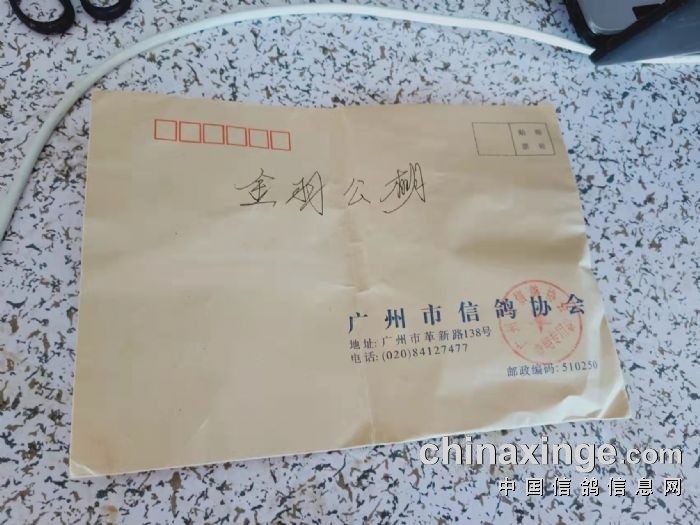 贴 邮
票 处
金羽公棚
广州市信鸽协会
地址:广州市革新路138号
电话:(020)84127477
邮政编码:510250
chinaxinge.com
中国信鸽信息网